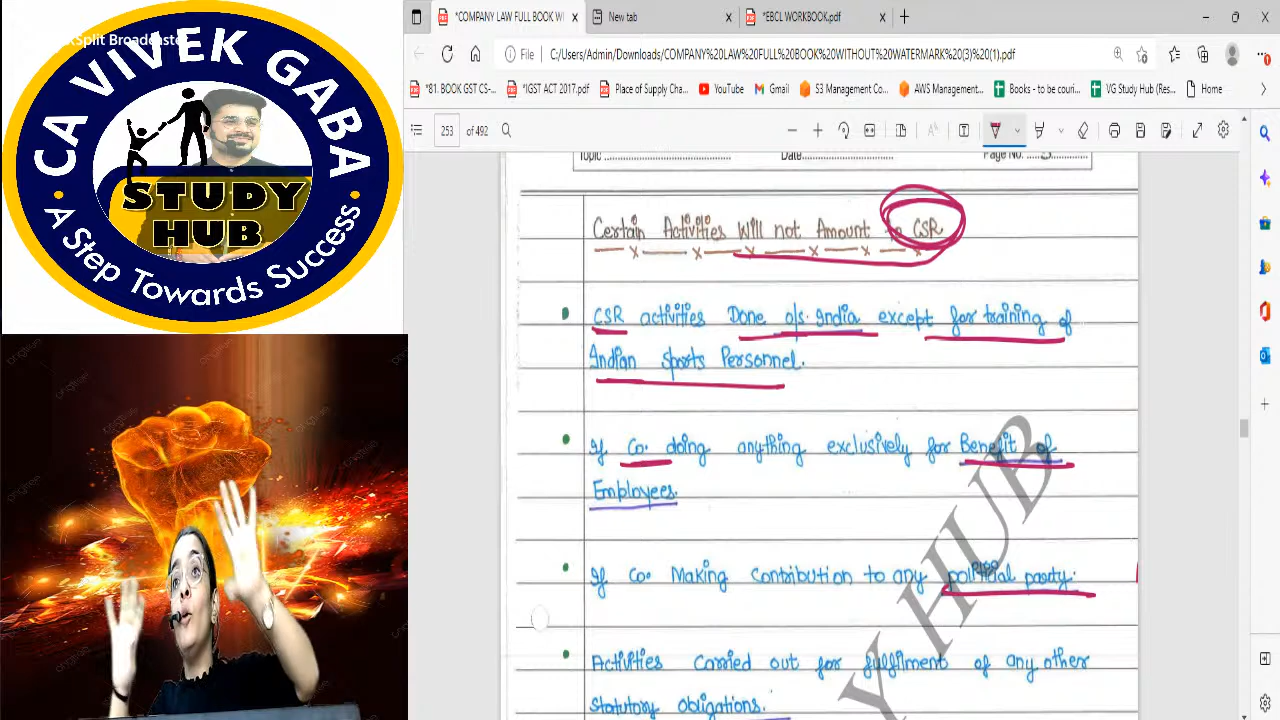 XSplit Broadcaster
CA VIVEK GABA
STUDY
HUB
• A Step Towards Success •
*COMPANY LAW FULL BOOK WI
New tab
*EBCL WORKBOOK.pdf
File
C:/Users/Admin/Downloads/COMPANY%20LAW%20FULL%20BOOK%20WITHOUT%20WATERMARK%20(3)%20(1).pdf
*81. BOOK GST CS-...
*IGST ACT 2017.pdf
Place of Supply Cha...
YouTube
Gmail
S3 Management Co...
AWS Management...
Books - to be couri...
VG Study Hub (Res...
Home
253
of 492
Topic
Date
Page No. 3
Certain Activities Will not Amount to CSR
• CSR activities Done o/s India except for training of
Indian sports Personnel.
• If Co. doing anything exclusively for Benefit of
Employees.
• If Co. Making Contribution to any political party.
• Activities Carried out for fulfilment of any other
statutory obligations.
Y HUB